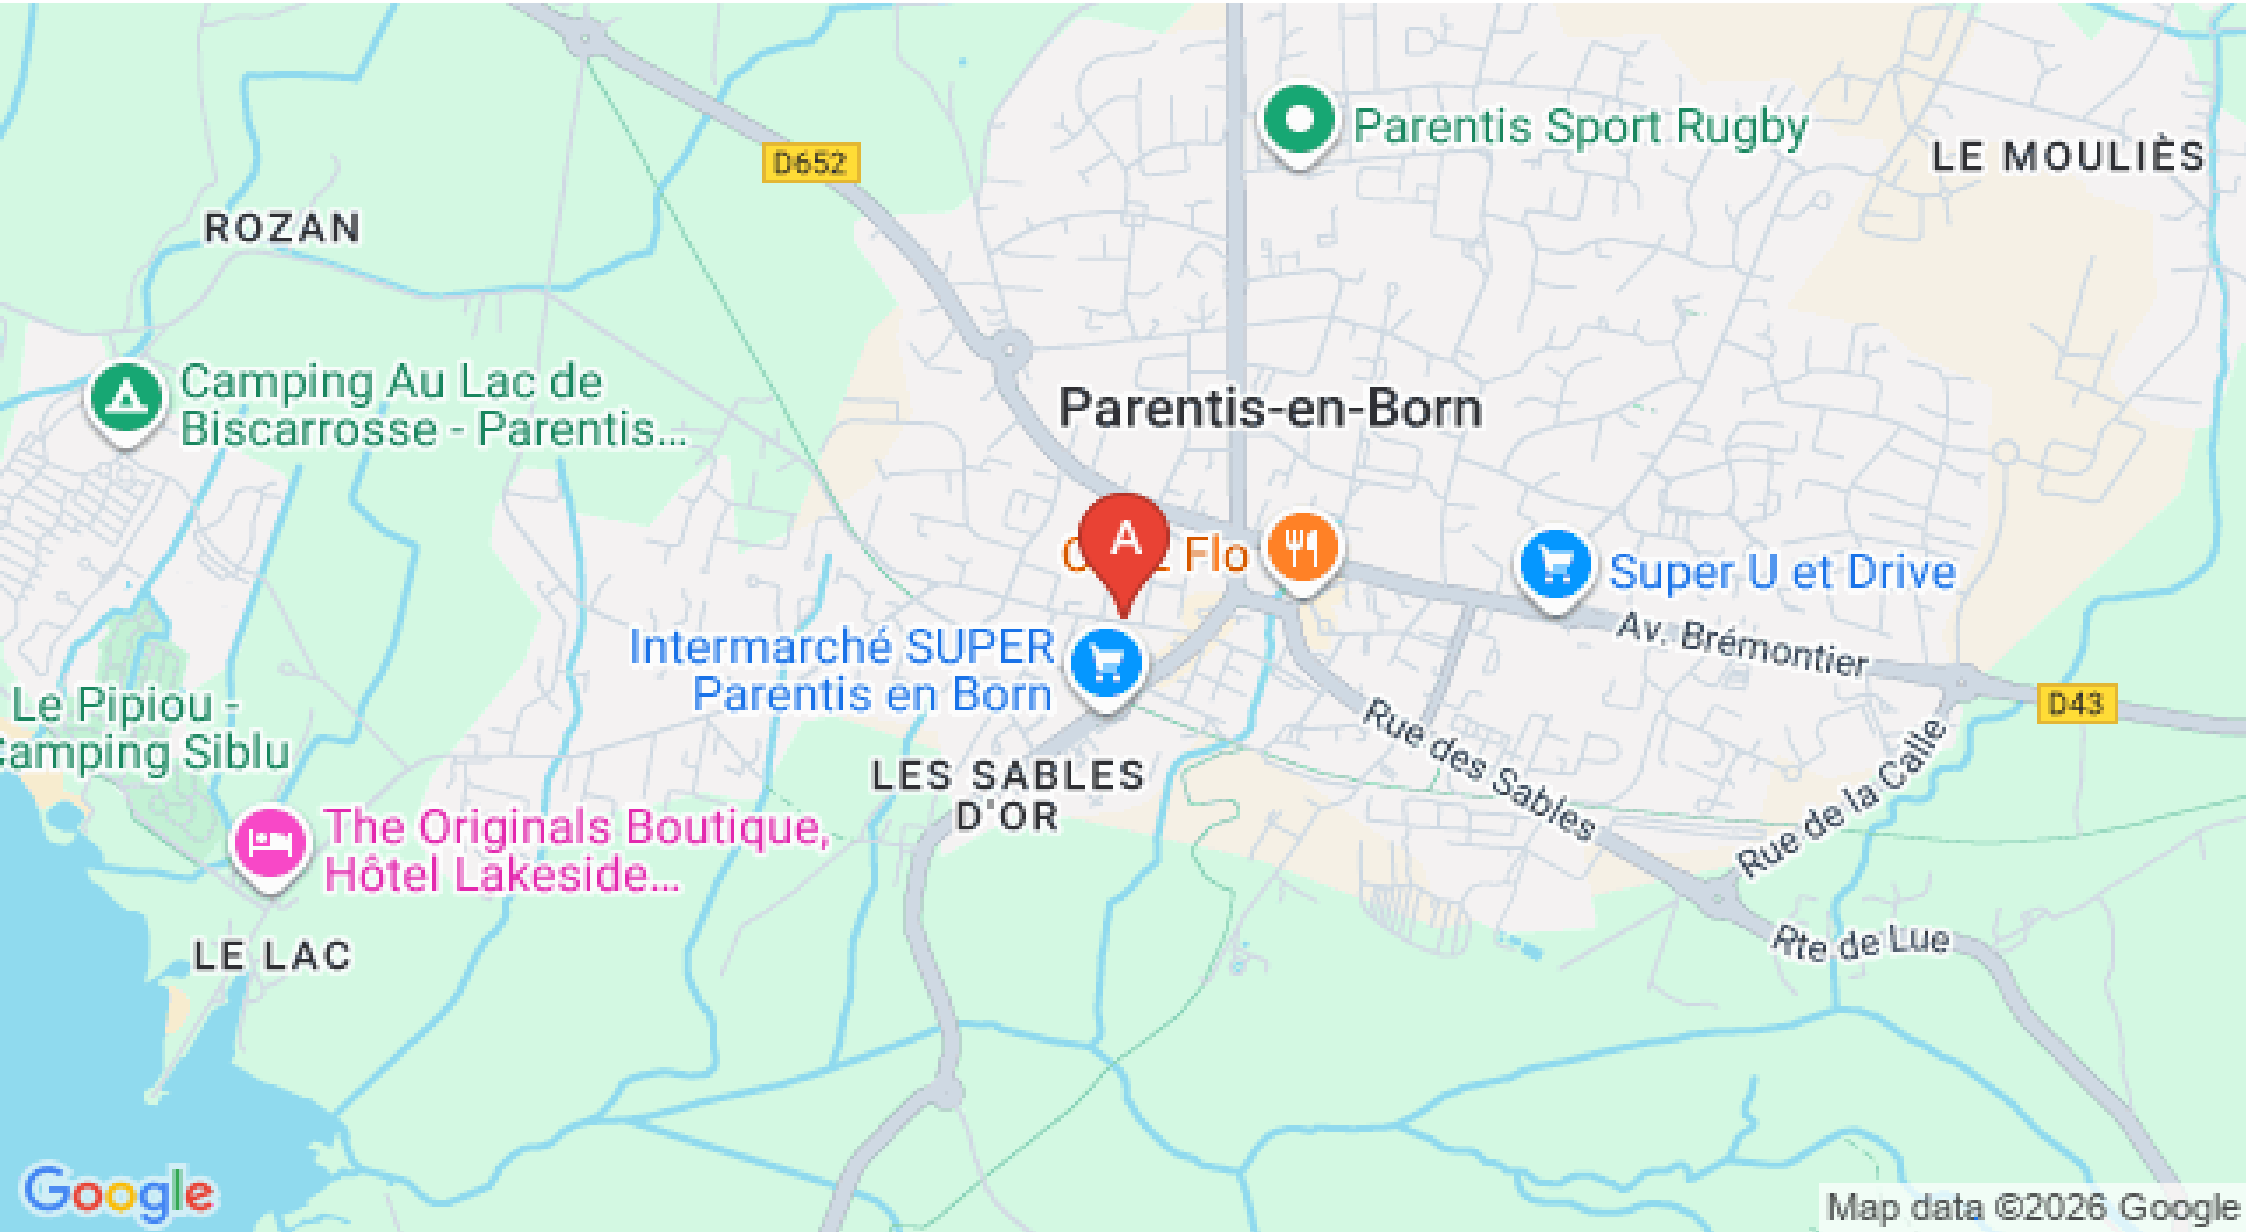 Parentis Sport Rugby
LE MOULIÈS
D652
ROZAN
Camping Au Lac de
Biscarrosse - Parentis...
Parentis-en-Born
A
Flo
Super U et Drive
Intermarché SUPER
Parentis en Born
Av. Brémontier
D43
Le Pipiou -
Camping Siblu
Rue des Sables
Rue de la Calle
LES SABLES
D'OR
The Originals Boutique,
Hôtel Lakeside...
LE LAC
Rte de Lue
Google
Map data ©2026 Google